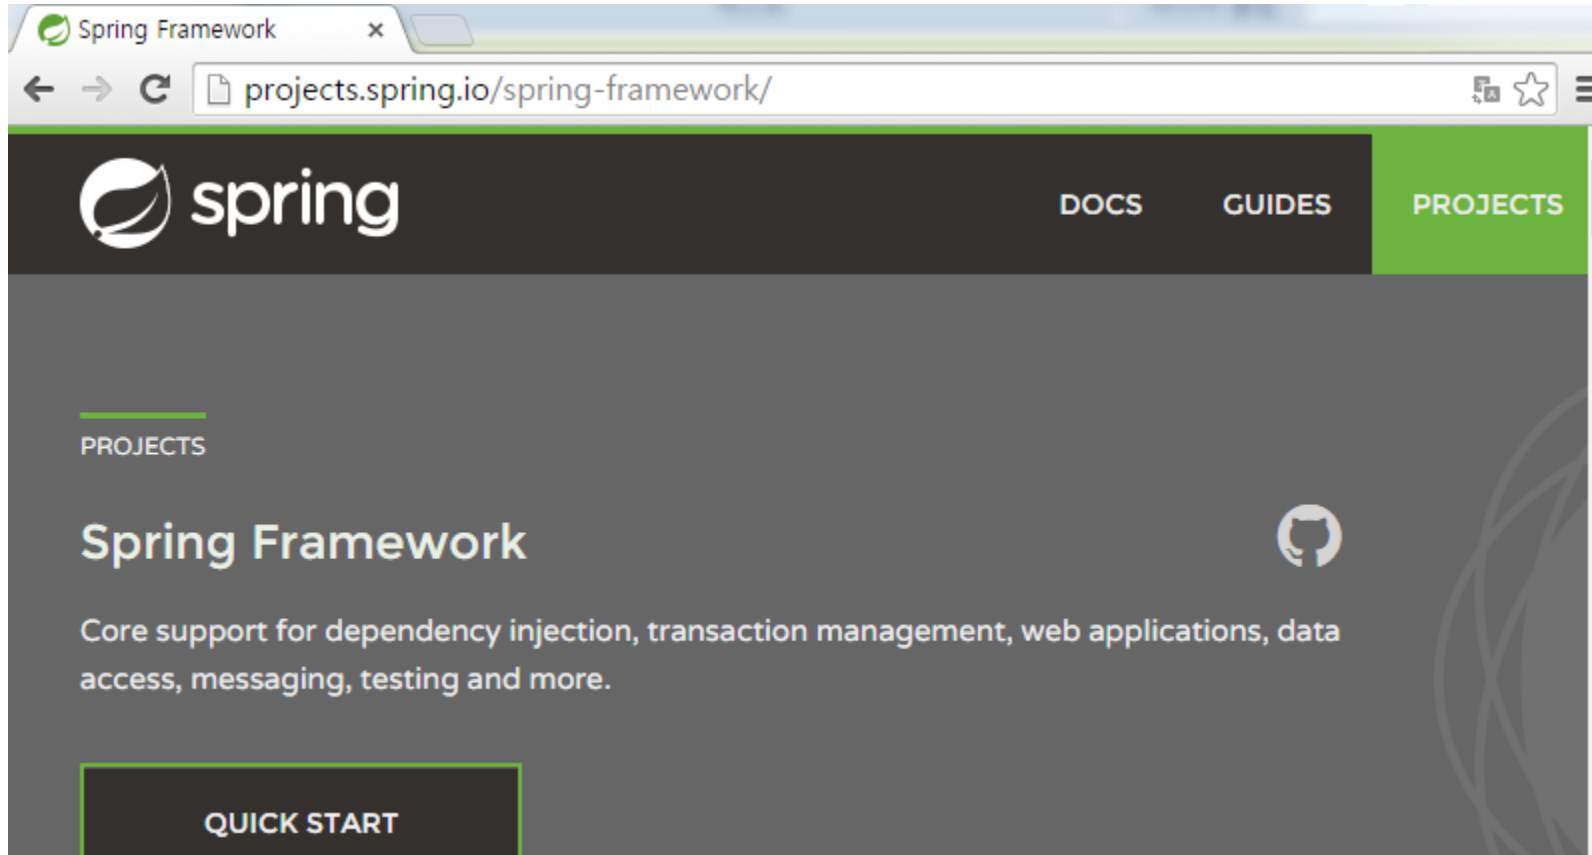 Spring Framework
projects.spring.io/spring-framework/
spring
DOCS GUIDES PROJECTS
PROJECTS
Spring Framework
Core support for dependency injection, transaction management, web applications, data
access, messaging, testing and more.
QUICK START